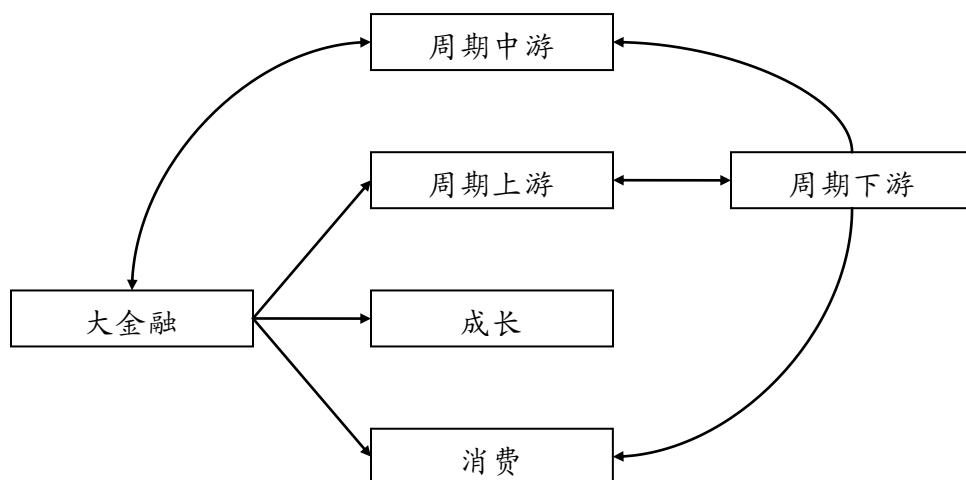 周期中游
周期上游
周期下游
大金融
成长
消费